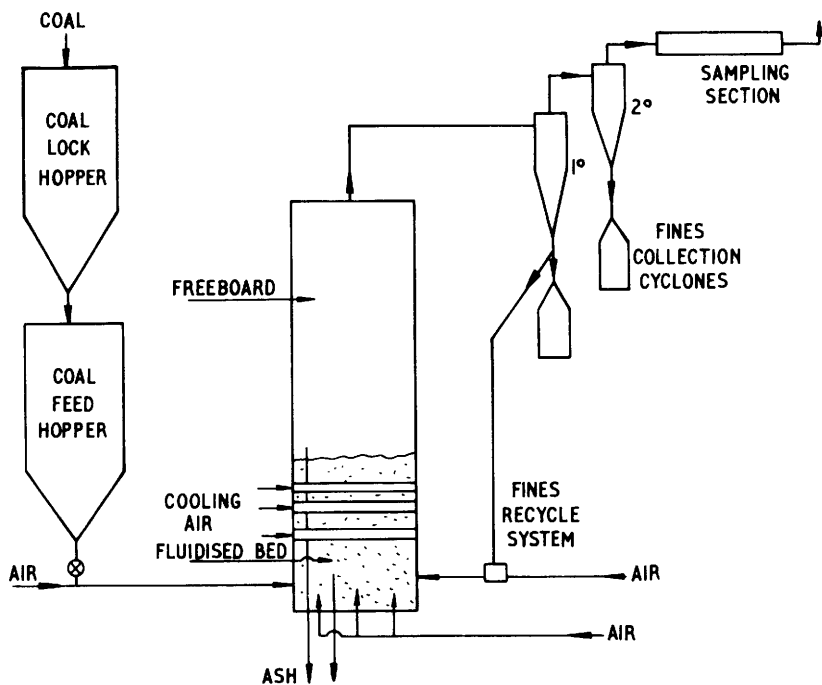 COAL
COAL
LOCK
HOPPER
COAL
FEED
HOPPER
AIR
FREEBOARD
COOLING
AIR
FLUIDISED BED
ASH
AIR
AIR
FINES
RECYCLE
SYSTEM
1°
2°
FINES
COLLECTION
CYCLONES
SAMPLING
SECTION